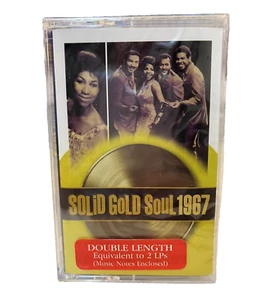 SOLiD GoLD SouL 1967
DOUBLE LENGTH
Equivalent to 2 LPs
(Music Notes Enclosed)